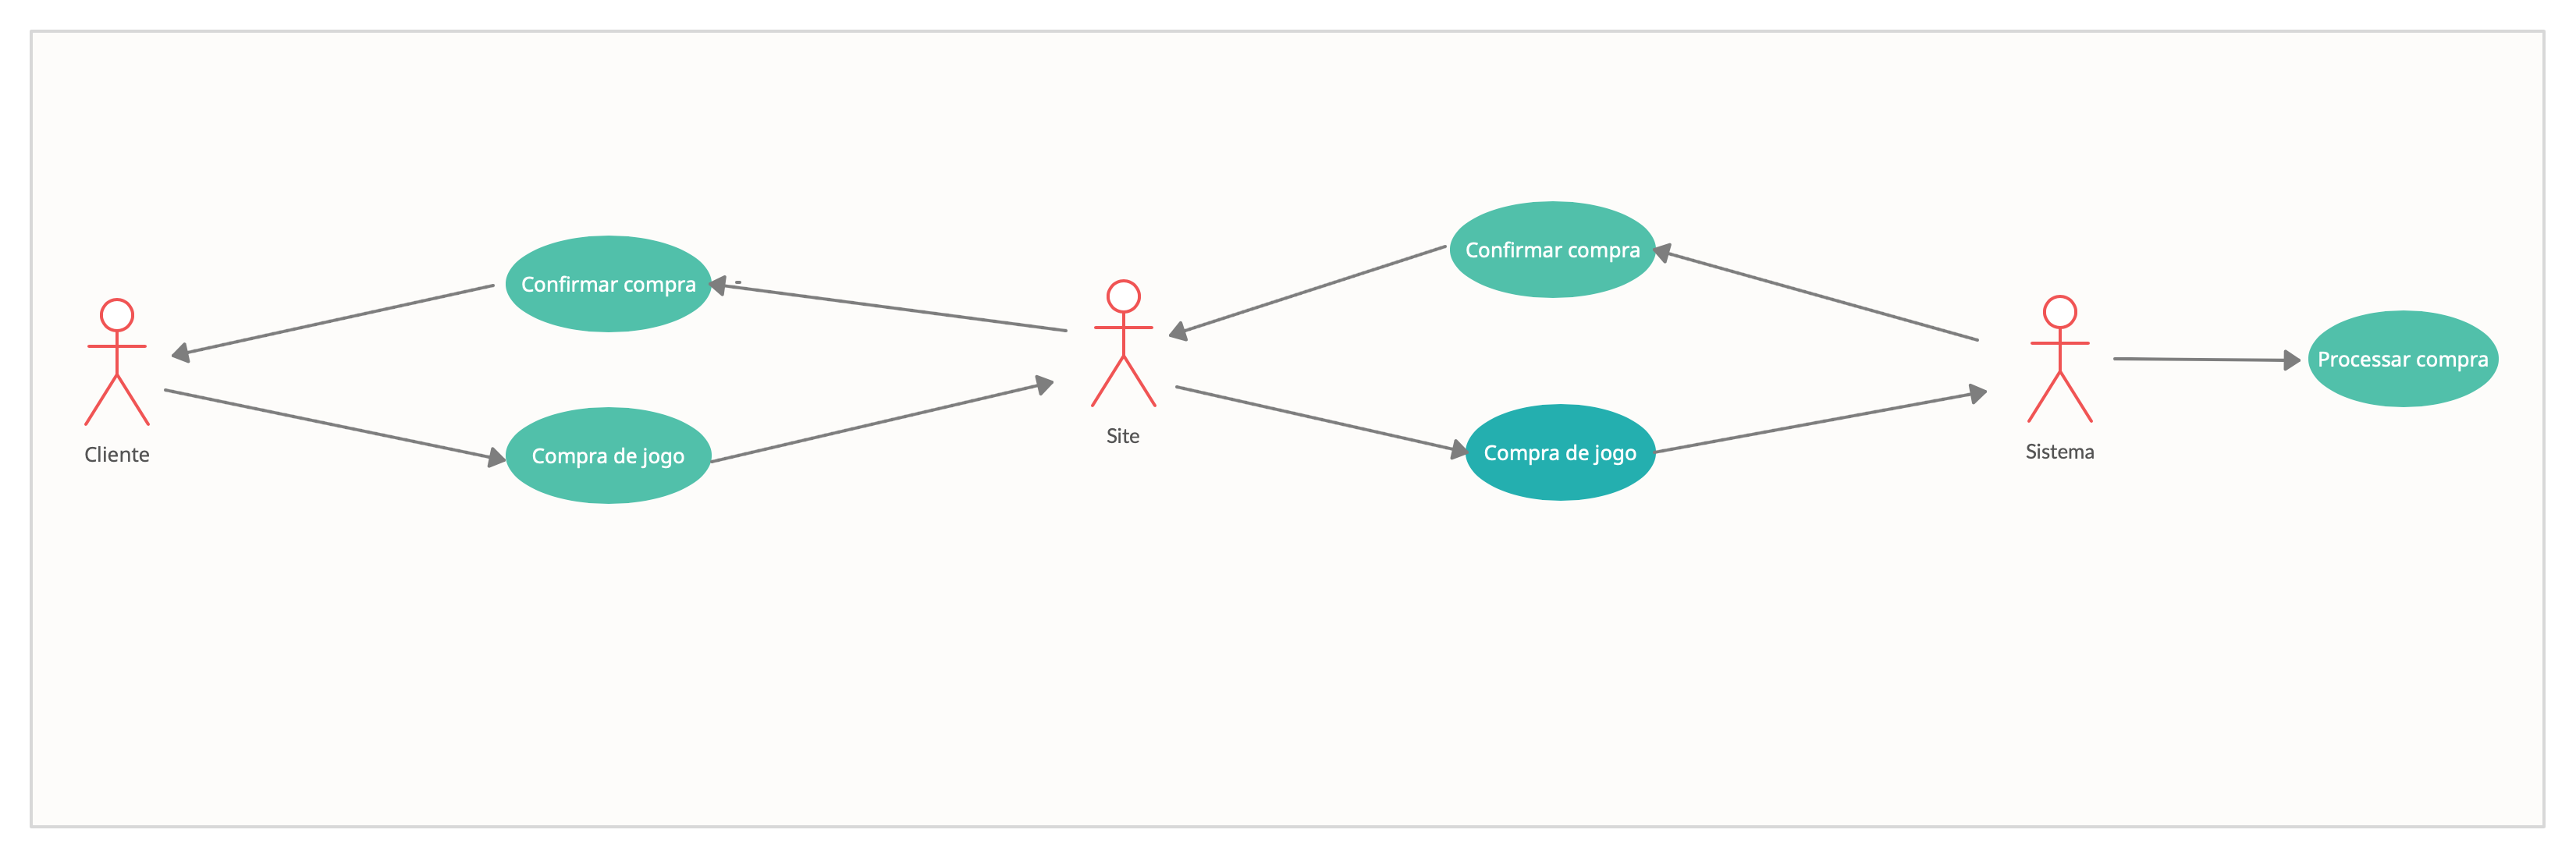 Confirmar compra
Compra de jogo
Cliente
Site
Confirmar compra
Compra de jogo
Sistema
Processar compra